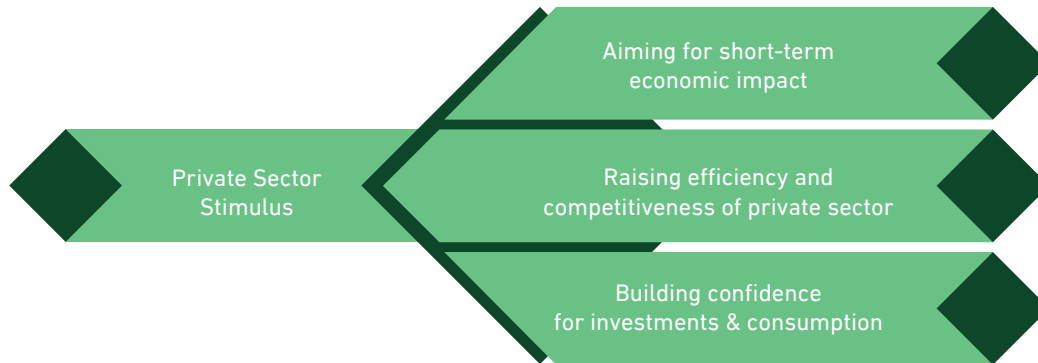 Private Sector
Stimulus
Aiming for short-term
economic impact
Raising efficiency and
competitiveness of private sector
Building confidence
for investments & consumption